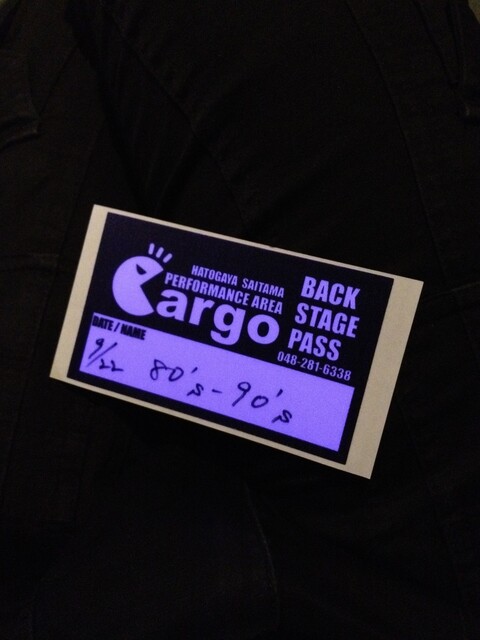 HATOGAYA SAITAMA
PERFORMANCE AREA
Cargo
BACK
STAGE
PASS
048-281-6338
DATE / NAME
9/22 80's - 90's